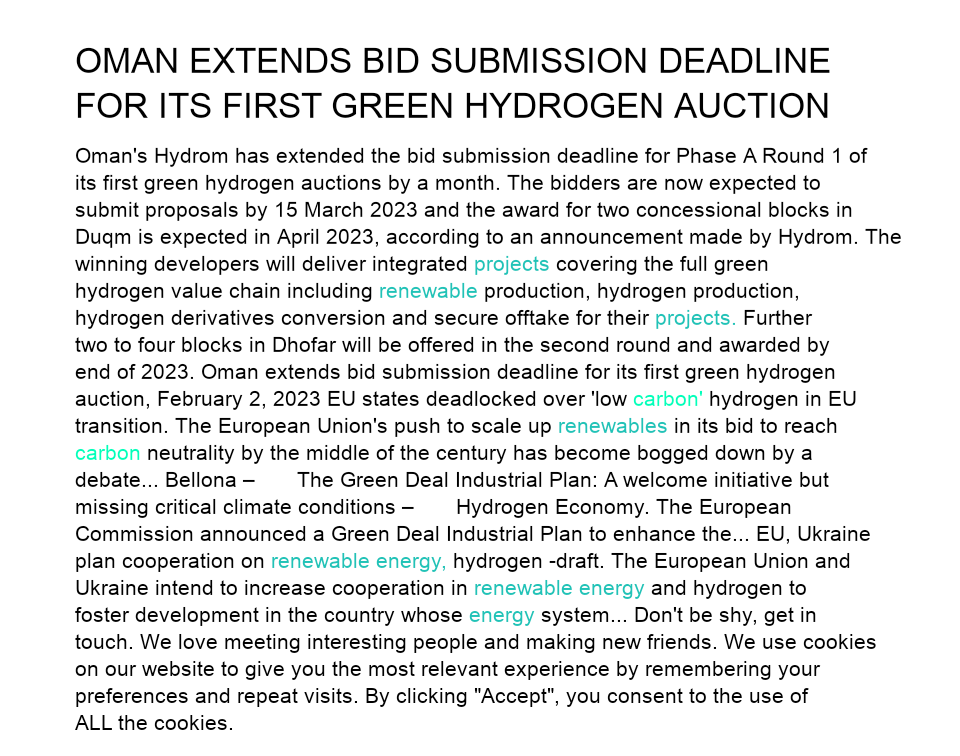 OMAN EXTENDS BID SUBMISSION DEADLINE
FOR ITS FIRST GREEN HYDROGEN AUCTION
Oman's Hydrom has extended the bid submission deadline for Phase A Round 1 of
its first green hydrogen auctions by a month. The bidders are now expected to
submit proposals by 15 March 2023 and the award for two concessional blocks in
Duqm is expected in April 2023, according to an announcement made by Hydrom. The
winning developers will deliver integrated projects covering the full green
hydrogen value chain including renewable production, hydrogen production,
hydrogen derivatives conversion and secure offtake for their projects. Further
two to four blocks in Dhofar will be offered in the second round and awarded by
end of 2023. Oman extends bid submission deadline for its first green hydrogen
auction, February 2, 2023 EU states deadlocked over 'low carbon' hydrogen in EU
transition. The European Union's push to scale up renewables in its bid to reach
carbon neutrality by the middle of the century has become bogged down by a
debate... Bellona – The Green Deal Industrial Plan: A welcome initiative but
missing critical climate conditions – Hydrogen Economy. The European
Commission announced a Green Deal Industrial Plan to enhance the... EU, Ukraine
plan cooperation on renewable energy, hydrogen -draft. The European Union and
Ukraine intend to increase cooperation in renewable energy and hydrogen to
foster development in the country whose energy system... Don't be shy, get in
touch. We love meeting interesting people and making new friends. We use cookies
on our website to give you the most relevant experience by remembering your
preferences and repeat visits. By clicking "Accept", you consent to the use of
ALL the cookies.